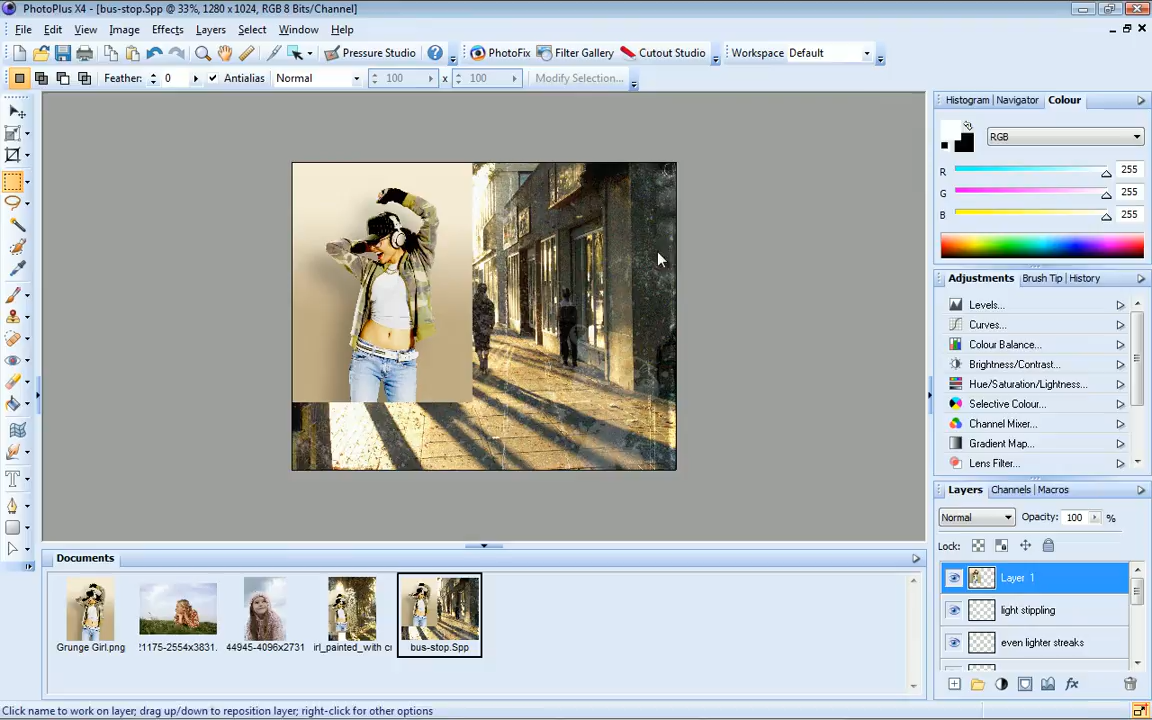 PhotoPlus X4 - [bus-stop.Spp @ 33%, 1280 x 1024, RGB 8 Bits/Channel]
File Edit View Image Effects Layers Select Window Help
Pressure Studio PhotoFix Filter Gallery Cutout Studio Workspace Default
Feather: 0 Antialias Normal 100 x 100 Modify Selection...
Histogram Navigator Colour
RGB
R 255
G 255
B 255
Adjustments Brush Tip History
Levels...
Curves...
Colour Balance...
Brightness/Contrast...
Hue/Saturation/Lightness...
Selective Colour...
Channel Mixer...
Gradient Map...
Lens Filter...
Layers Channels Macros
Normal Opacity: 100 %
Lock:
Layer 1
light stippling
even lighter streaks
Documents
Grunge Girl.png !1175-2554x3831. 44945-4096x2731 irl_painted_with cr bus-stop.Spp
Click name to work on layer; drag up/down to reposition layer; right-click for other options